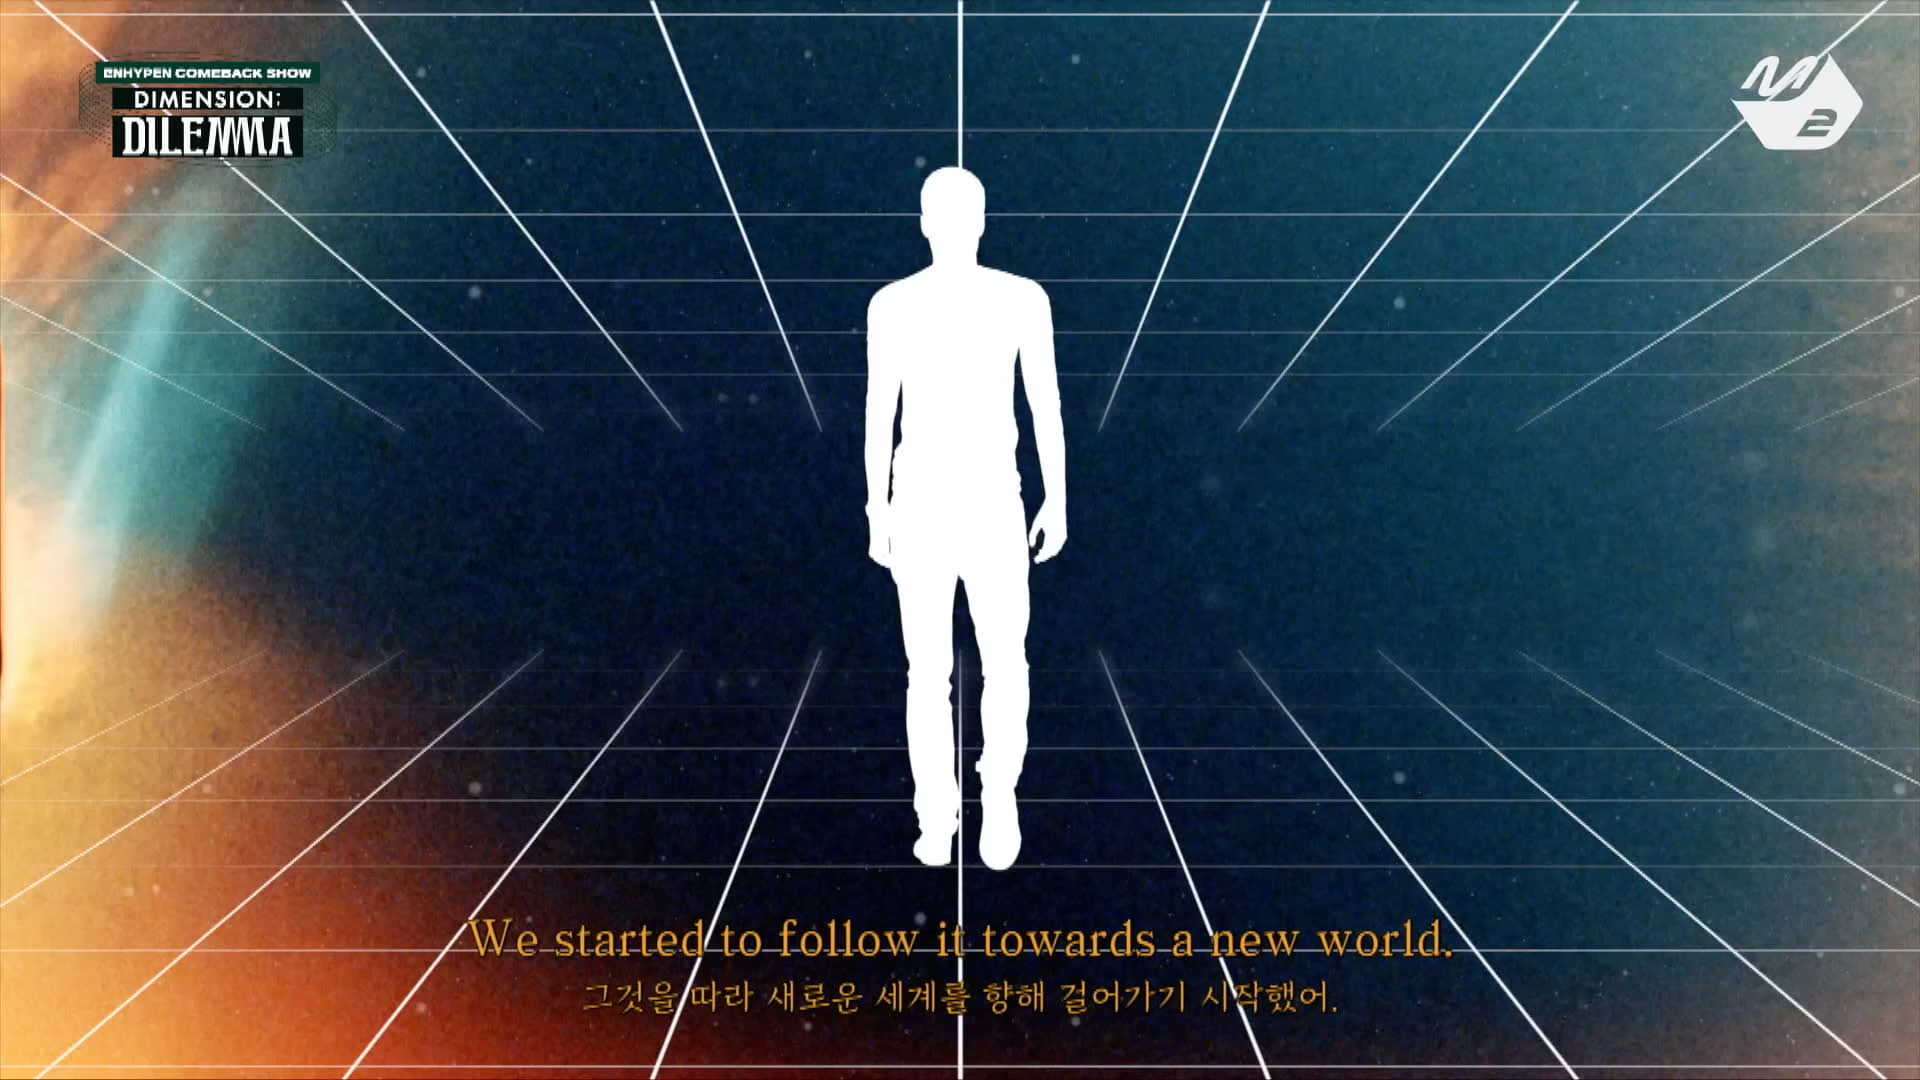 ENHYPEN COMEBACK SHOW
DIMENSION:
DILEMMA
M2
We started to follow it towards a new world.
그것을 따라 새로운 세계를 향해 걸어가기 시작했어.